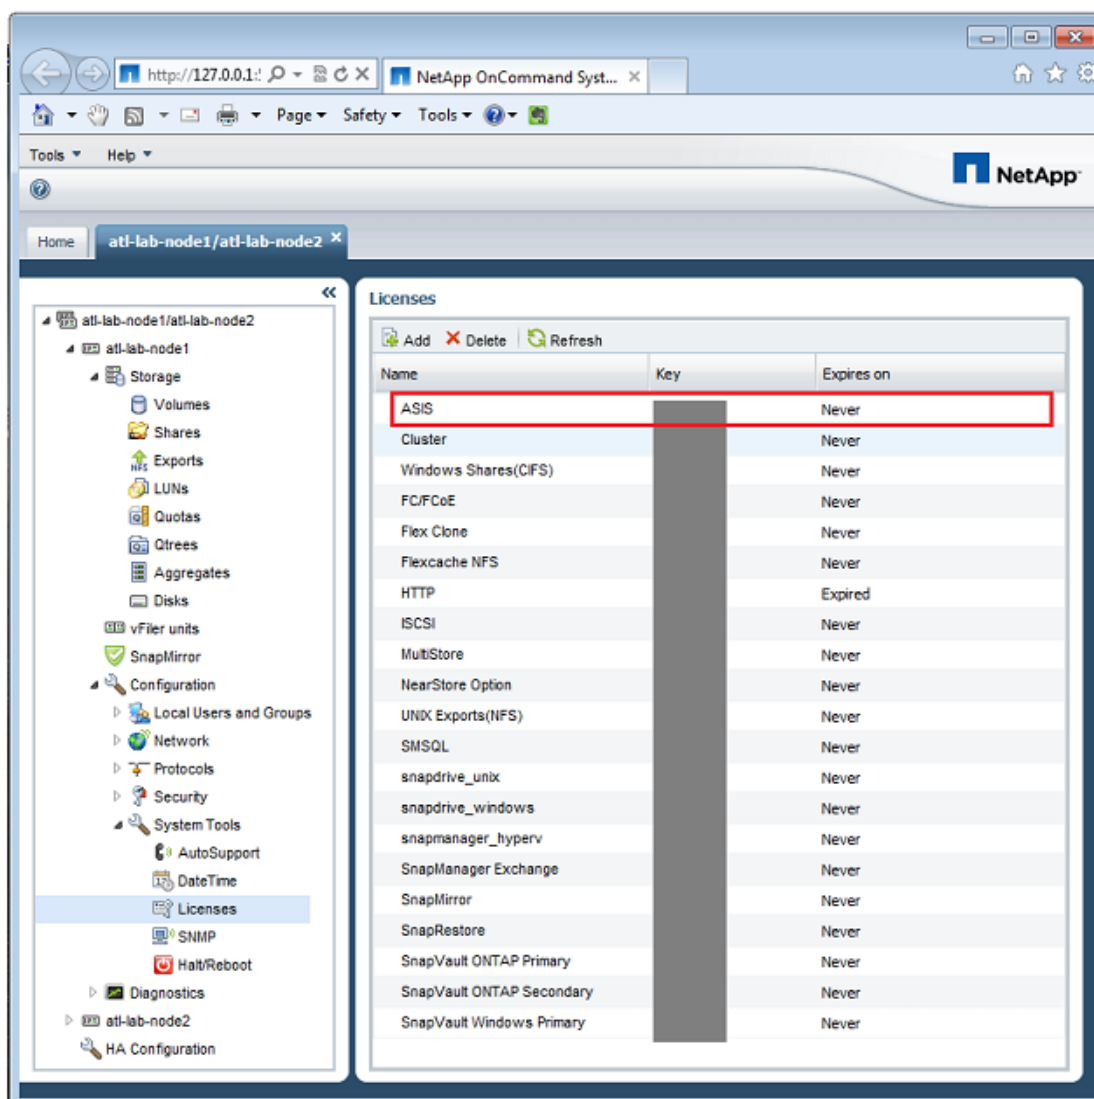 http://127.0.0.1:5
NetApp OnCommand Syst...
Page Safety Tools
Tools Help
NetApp
Home atl-lab-node1/atl-lab-node2
Licenses
atl-lab-node1/atl-lab-node2
atl-lab-node1
Storage
Volumes
Shares
Exports
LUNs
Quotas
Qtrees
Aggregates
Disks
vFiler units
SnapMirror
Configuration
Local Users and Groups
Network
Protocols
Security
System Tools
AutoSupport
DateTime
Licenses
SNMP
Halt/Reboot
Diagnostics
atl-lab-node2
HA Configuration
Add Delete Refresh
Name Key Expires on
ASIS Never
Cluster Never
Windows Shares(CIFS) Never
FC/FCoE Never
Flex Clone Never
Flexcache NFS Never
HTTP Expired
ISCSI Never
MultiStore Never
NearStore Option Never
UNIX Exports(NFS) Never
SMSQL Never
snapdrive_unix Never
snapdrive_windows Never
snapmanager_hyperv Never
SnapManager Exchange Never
SnapMirror Never
SnapRestore Never
SnapVault ONTAP Primary Never
SnapVault ONTAP Secondary Never
SnapVault Windows Primary Never